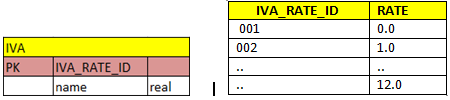 IVA
PK IVA_RATE_ID
name real
IVA_RATE_ID RATE
001 0.0
002 1.0
.. ..
.. 12.0